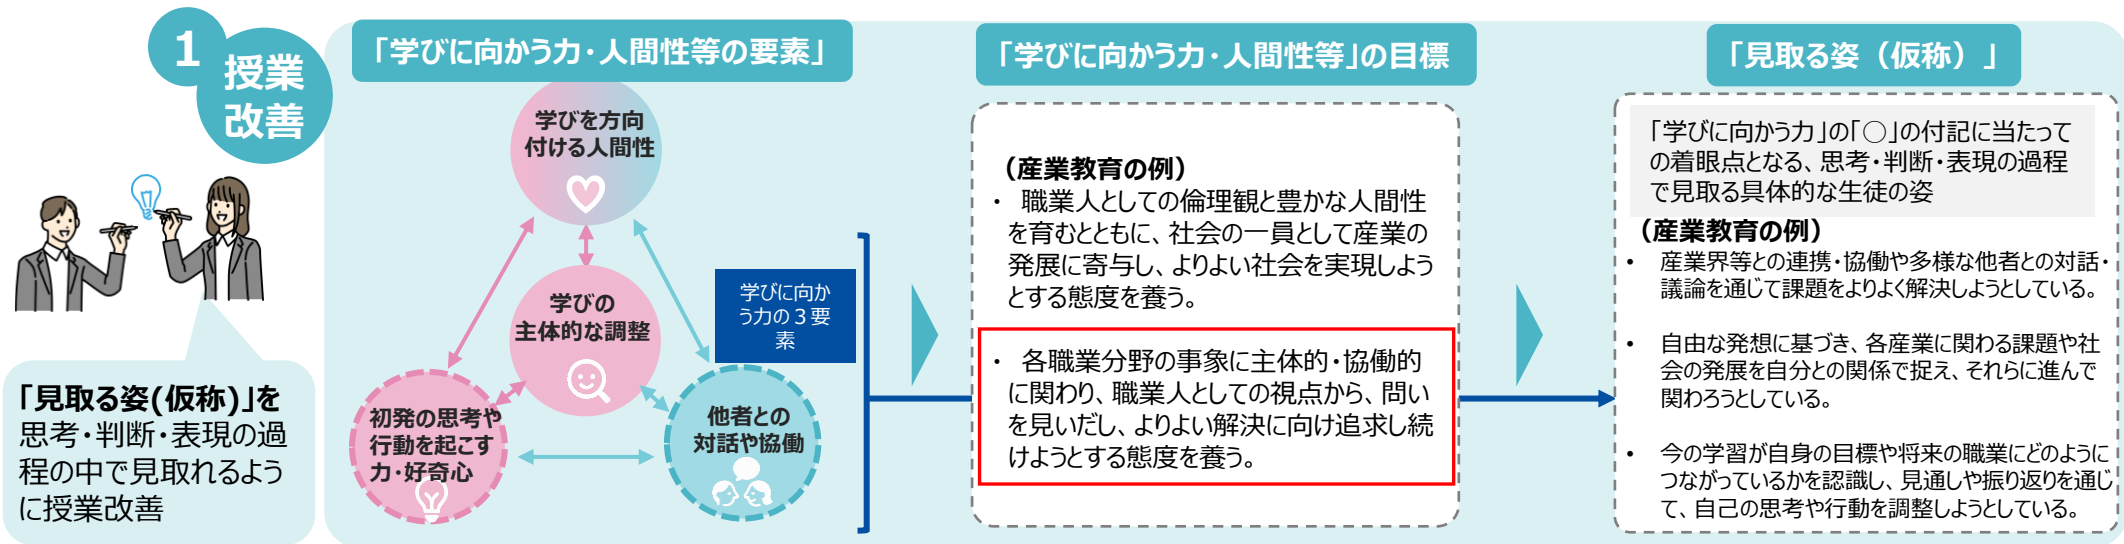 1
授業
改善
「見取る姿(仮称)」を
思考・判断・表現の過
程の中で見取れるよう
に授業改善
「学びに向かう力・人間性等の要素」
学びを方向
付ける人間性
学びの
主体的な調整
初発の思考や
行動を起こす
力・好奇心
他者との
対話や協働
学びに向か
う力の３要
素
「学びに向かう力・人間性等」の目標
（産業教育の例）
・ 職業人としての倫理観と豊かな人間性
を育むとともに、社会の一員として産業の
発展に寄与し、よりよい社会を実現しよう
とする態度を養う。
・ 各職業分野の事象に主体的・協働的
に関わり、職業人としての視点から、問い
を見いだし、よりよい解決に向け追求し続
けようとする態度を養う。
「見取る姿（仮称）」
「学びに向かう力」の「○」の付記に当たって
の着眼点となる、思考・判断・表現の過程
で見取る具体的な生徒の姿
（産業教育の例）
• 産業界等との連携・協働や多様な他者との対話・
議論を通じて課題をよりよく解決しようとしている。
• 自由な発想に基づき、各産業に関わる課題や社
会の発展を自分との関係で捉え、それらに進んで
関わろうとしている。
• 今の学習が自身の目標や将来の職業にどのように
つながっているかを認識し、見通しや振り返りを通じ
て、自己の思考や行動を調整しようとしている。